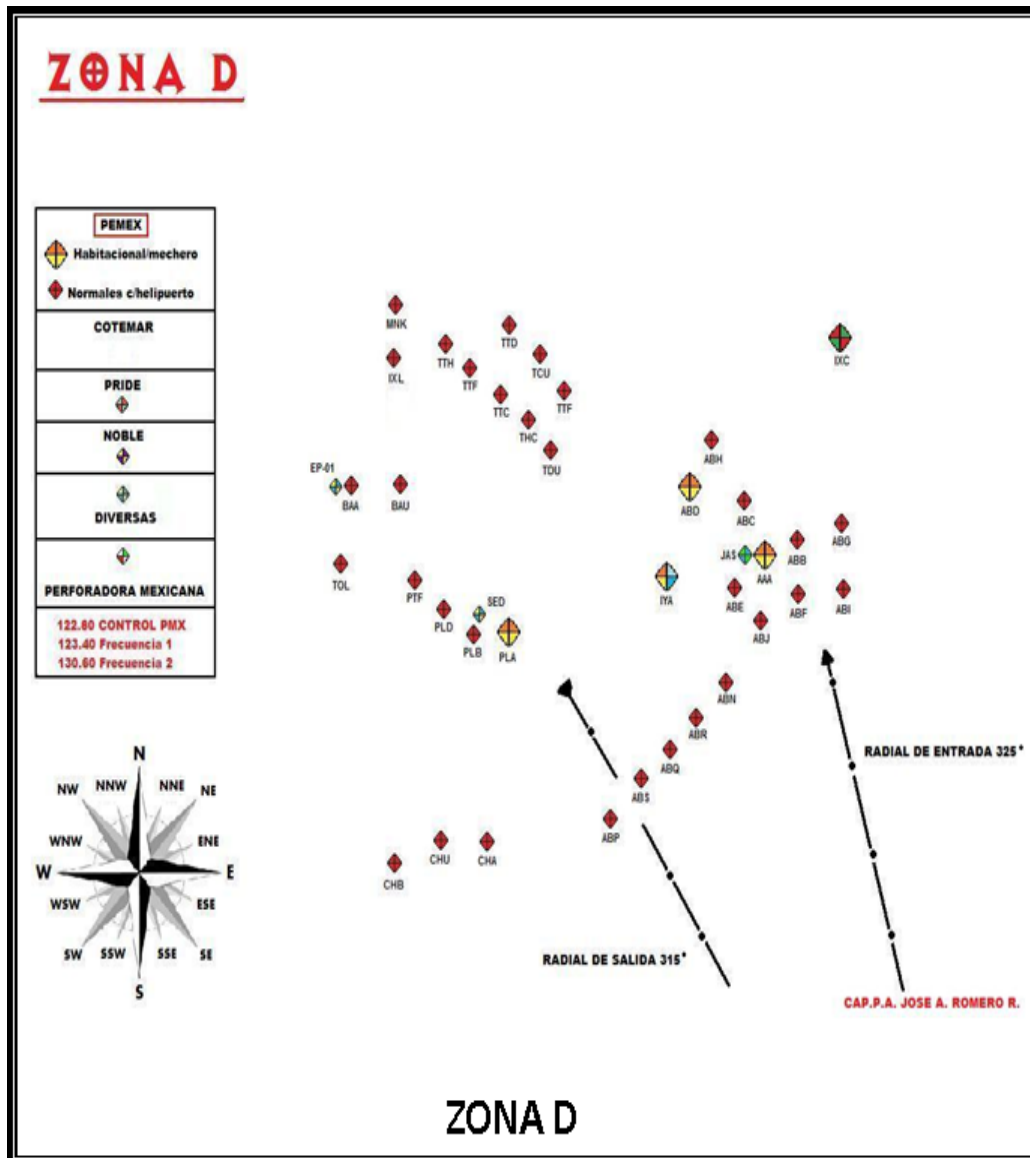 ZONA D
PEMEX
Habitacional/mechero
Normales c/helipuerto
COTEMAR
PRIDE
NOBLE
DIVERSAS
PERFORADORA MEXICANA
122.80 CONTROL PMX
123.40 Frecuencia 1
130.60 Frecuencia 2
MNK
TTD
IXC
TTH
TCU
IXL
TTF
TTC
TTF
THC
TDU
ABH
EP-01
BAA
BAU
ABD
ABC
ABG
JAS
AAA
ABB
TOL
PTF
IYA
ABE
ABF
ABI
SED
PLD
PLB
PLA
ABJ
ABN
ABR
ABQ
ABS
ABP
CHU
CHA
CHB
RADIAL DE ENTRADA 325°
RADIAL DE SALIDA 315°
N
NNW
NNE
NW
NE
WNW
ENE
W
E
WSW
ESE
SW
SSW
SSE
SE
S
CAP.P.A. JOSE A. ROMERO R.
ZONA D